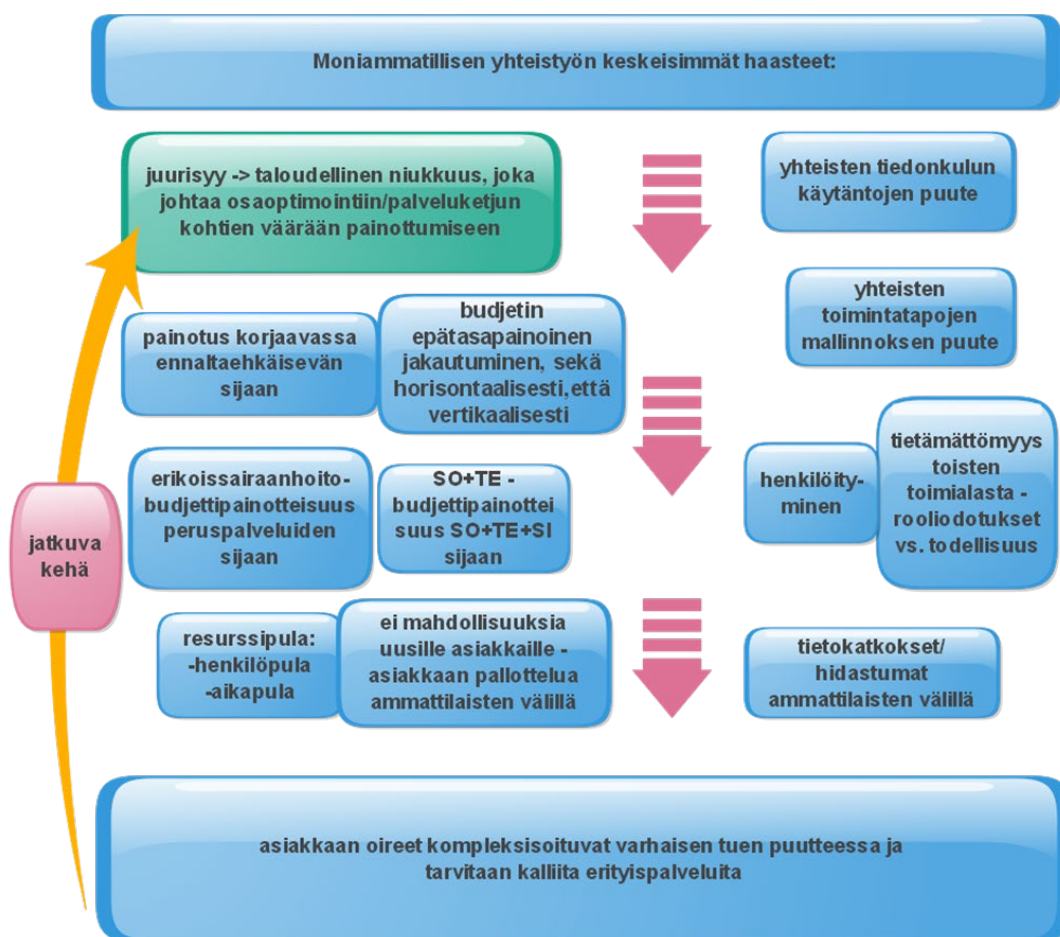 Moniammatillisen yhteistyön keskeisimmät haasteet:
juurisyy -> taloudellinen niukkuus, joka
johtaa osaoptimointiin/palveluketjun
kohtien väärään painottumiseen
yhteisten tiedonkulun
käytäntojen puute
painotus korjaavassa
ennaltaehkäisevän
sijaan
budjetin
epätasapainoinen
jakautuminen, sekä
horisontaalisesti,että
vertikaalisesti
yhteisten
toimintatapojen
mallinnoksen puute
erikoissairaanhoito-
budjettipainotteisuus
peruspalveluiden
sijaan
SO+TE -
budjettipainottei
suus SO+TE+SI
sijaan
henkilöity-
minen
tietämättömyys
toisten
toimialasta -
rooliodotukset
vs. todellisuus
jatkuva
kehä
resurssipula:
-henkilöpula
-aikapula
ei mahdollisuuksia
uusille asiakkaille -
asiakkaan pallottelua
ammattilaisten välillä
tietokatkokset/
hidastumat
ammattilaisten välillä
asiakkaan oireet kompleksisoituvat varhaisen tuen puutteessa ja
tarvitaan kalliita erityispalveluita